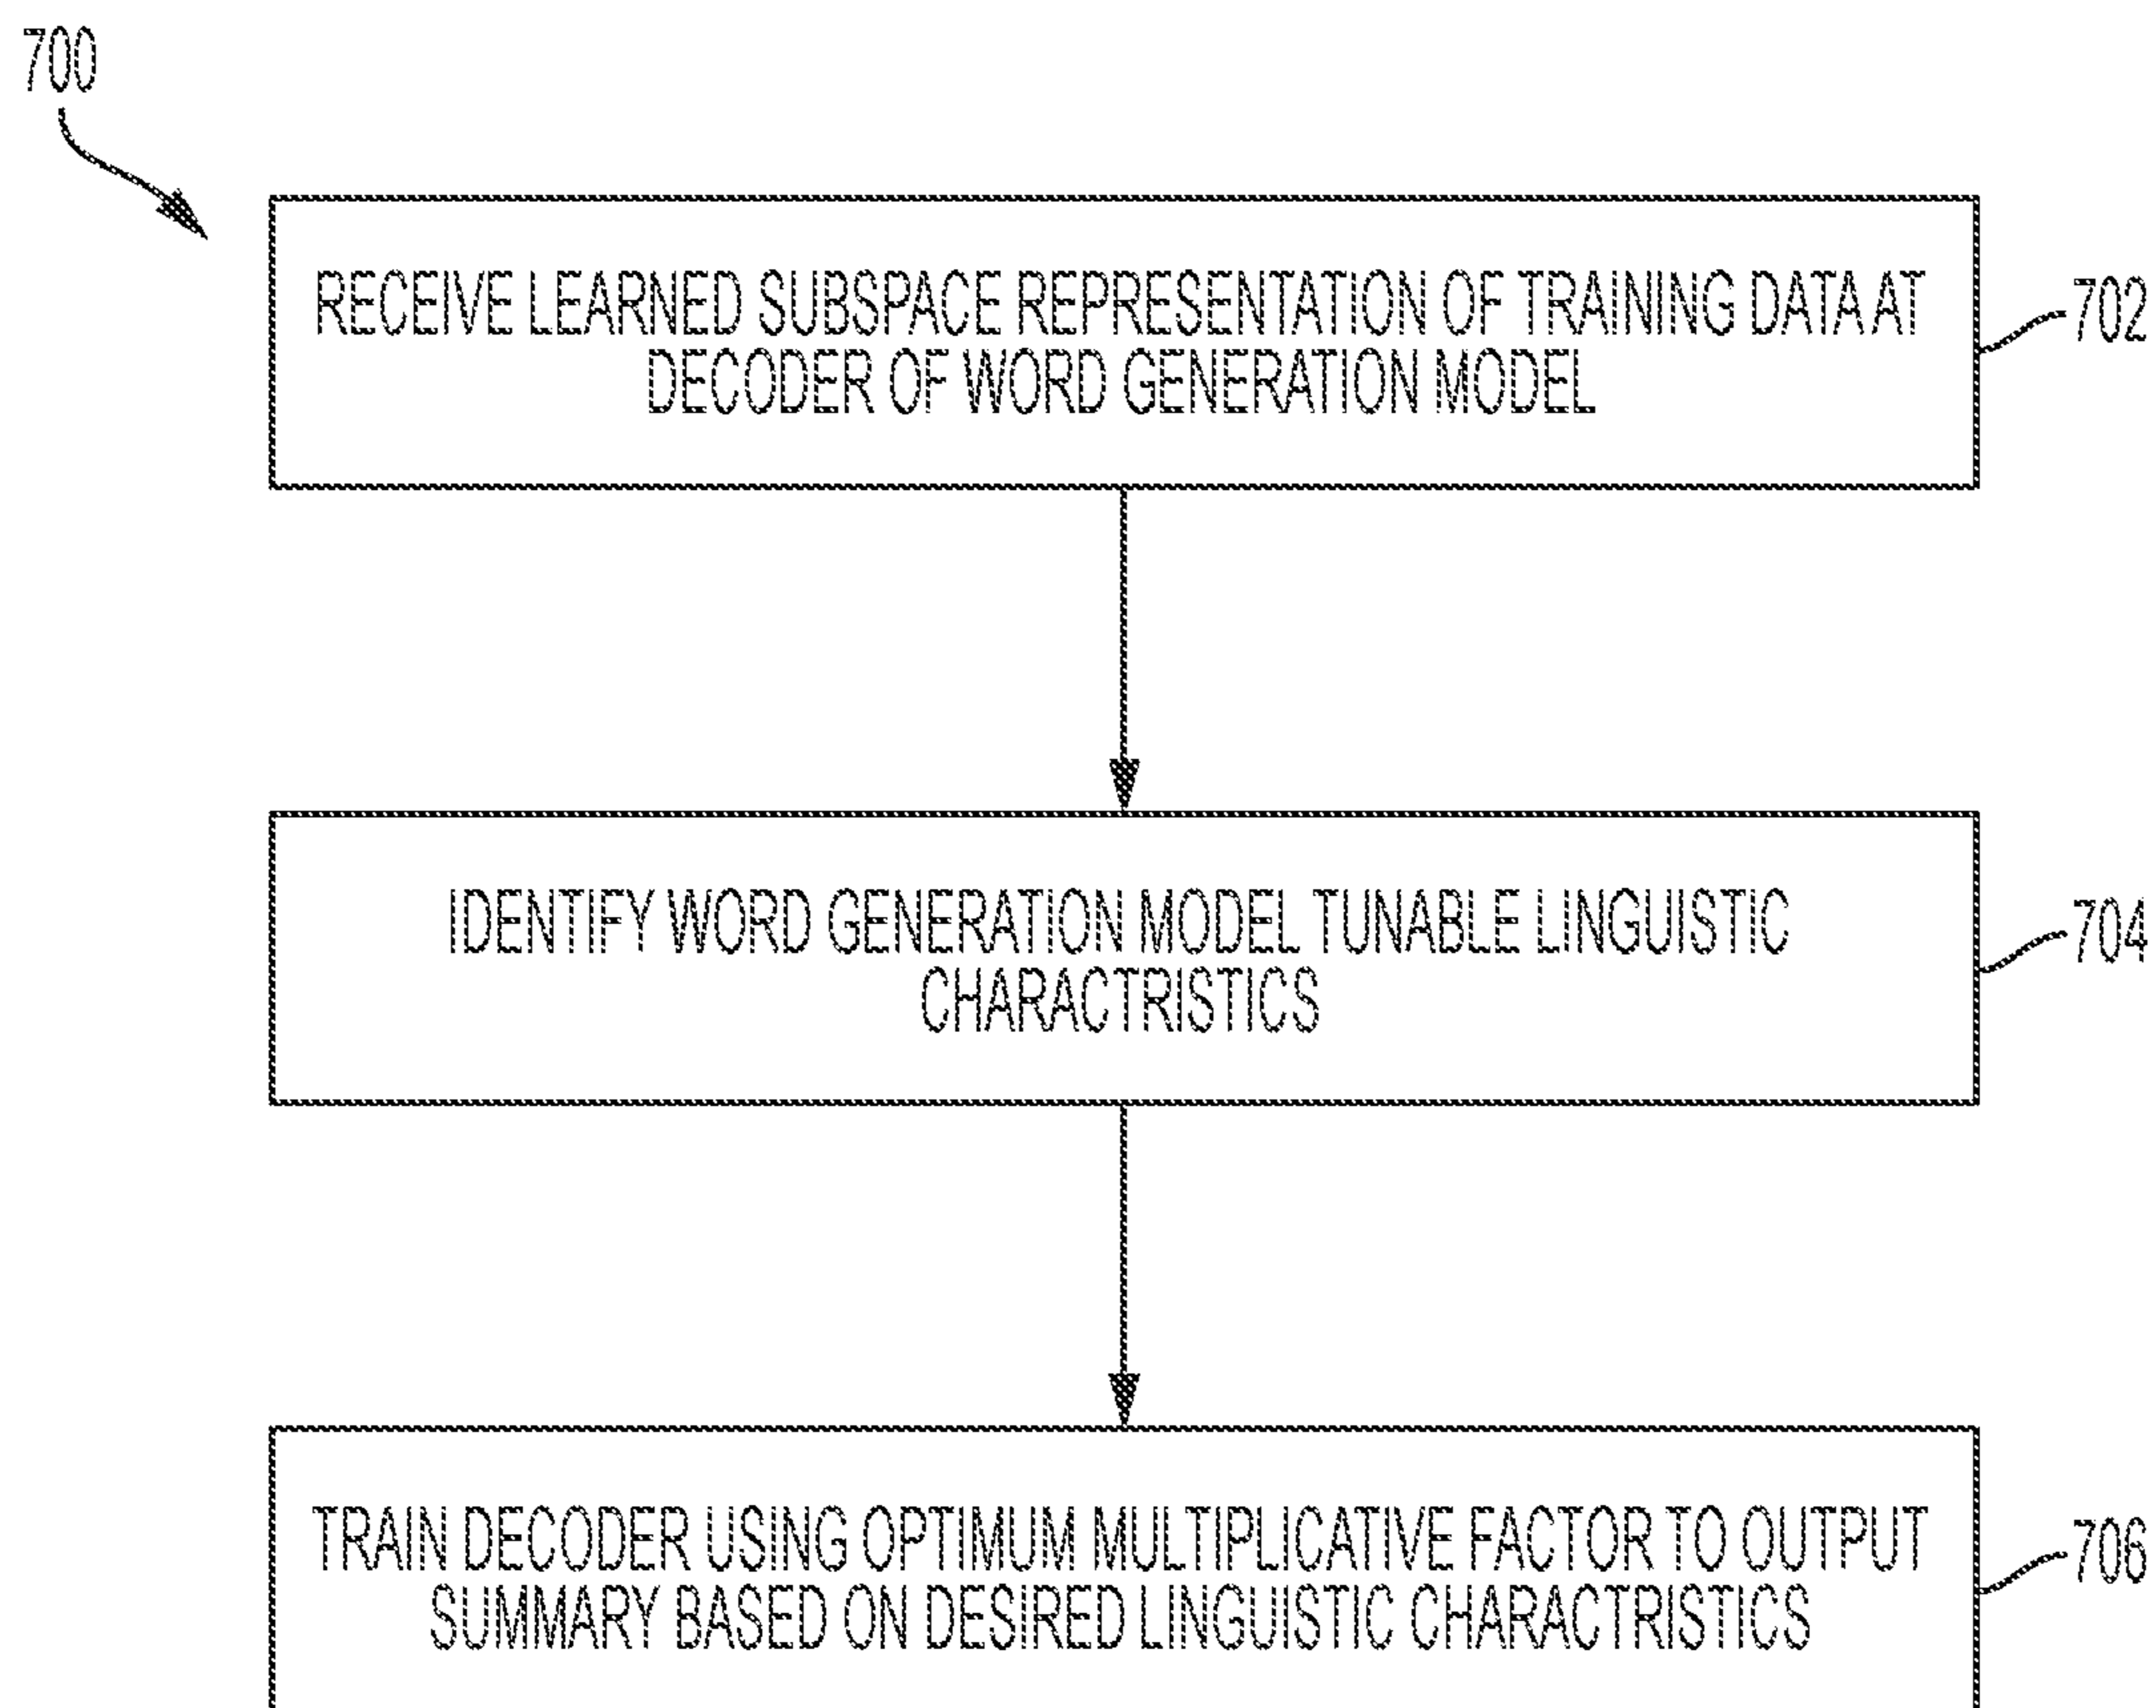 700
RECEIVE LEARNED SUBSPACE REPRESENTATION OF TRAINING DATA AT
DECODER OF WORD GENERATION MODEL
702
IDENTIFY WORD GENERATION MODEL TUNABLE LINGUISTIC
CHARACTRISTICS
704
TRAIN DECODER USING OPTIMUM MULTIPLICATIVE FACTOR TO OUTPUT
SUMMARY BASED ON DESIRED LINGUISTIC CHARACTRISTICS
706